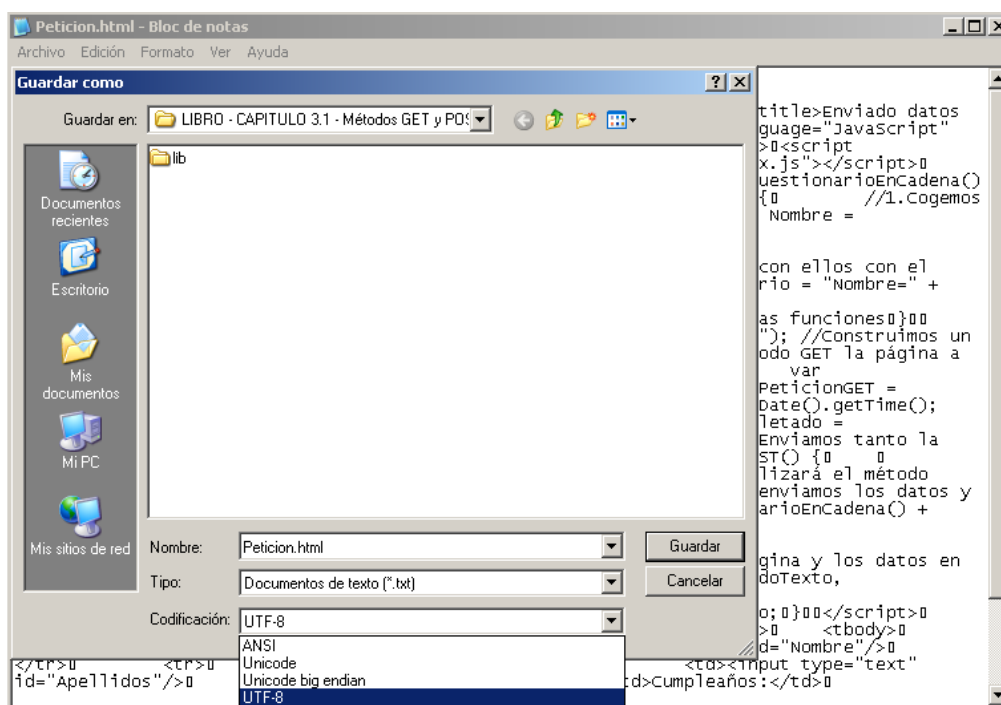 Peticion.html - Bloc de notas
Archivo Edición Formato Ver Ayuda
Guardar como
Guardar en: LIBRO - CAPITULO 3.1 - Métodos GET y POS
lib
Documentos recientes
Escritorio
Mis documentos
Mi PC
Mis sitios de red
Nombre: Peticion.html
Guardar
Tipo: Documentos de texto (*.txt)
Cancelar
Codificación: UTF-8
ANSI
Unicode
Unicode big endian
UTF-8
title>Enviado datos
guage="JavaScript"
><script
x.js"></script>
uestionarioEnCadena()
{ //1.Cogemos
Nombre =
con ellos con el
rio = "Nombre=" +
as funciones}
"); //Construimos un
odo GET la página a
var
PeticionGET =
Date().getTime();
letado =
Enviamos tanto la
ST() {
lizará el método
enviamos los datos y
arioEnCadena() +
gina y los datos en
doTexto,
o;}</script>
> <tbody>
d="Nombre"/>
</tr> <tr> <td><input type="text"
id="Apellidos"/> td>Cumpleaños:</td>